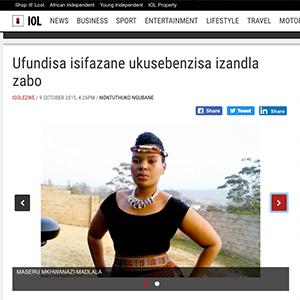 Shop @ Loot African Independent Young Independent IOL Property
IOL NEWS BUSINESS SPORT ENTERTAINMENT LIFESTYLE TRAVEL MOTO
Ufundisa isifazane ukusebenzisa izandla
zabo
ISOLEZWE / 9 OCTOBER 2015, 4:26PM / NONTUTHUKO NGUBANE
Share Tweet Share
MASERU MKHWANAZI-MADLALA